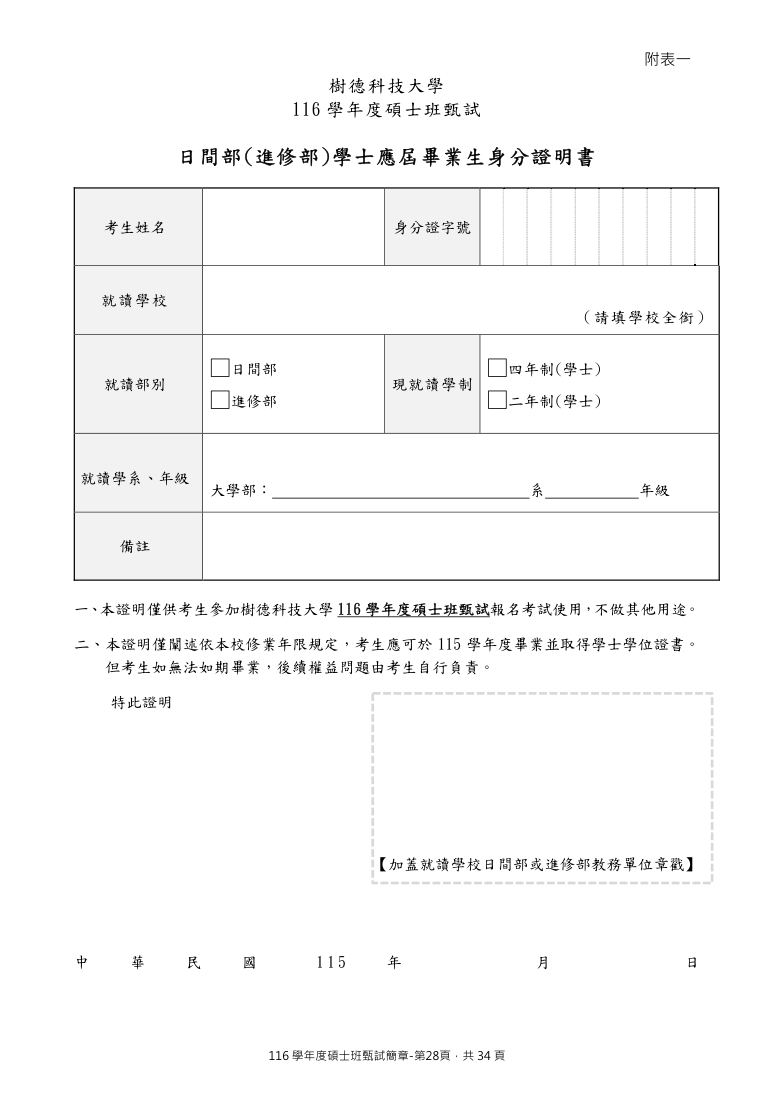 附表一
樹德科技大學
116 學年度碩士班甄試
日間部(進修部)學士應屆畢業生身分證明書
考生姓名
身分證字號
就讀學校
(請填學校全銜)
就讀部別
日間部
進修部
現就讀學制
四年制(學士)
二年制(學士)
就讀學系、年級
大學部：系年級
備註
一、本證明僅供考生參加樹德科技大學 116 學年度碩士班甄試報名考試使用，不做其他用途。
二、本證明僅闡述依本校修業年限規定，考生應可於 115 學年度畢業並取得學士學位證書。
但考生如無法如期畢業，後續權益問題由考生自行負責。
特此證明
【加蓋就讀學校日間部或進修部教務單位章戳】
中 華 民 國 115 年 月 日
116 學年度碩士班甄試簡章-第28頁，共 34 頁